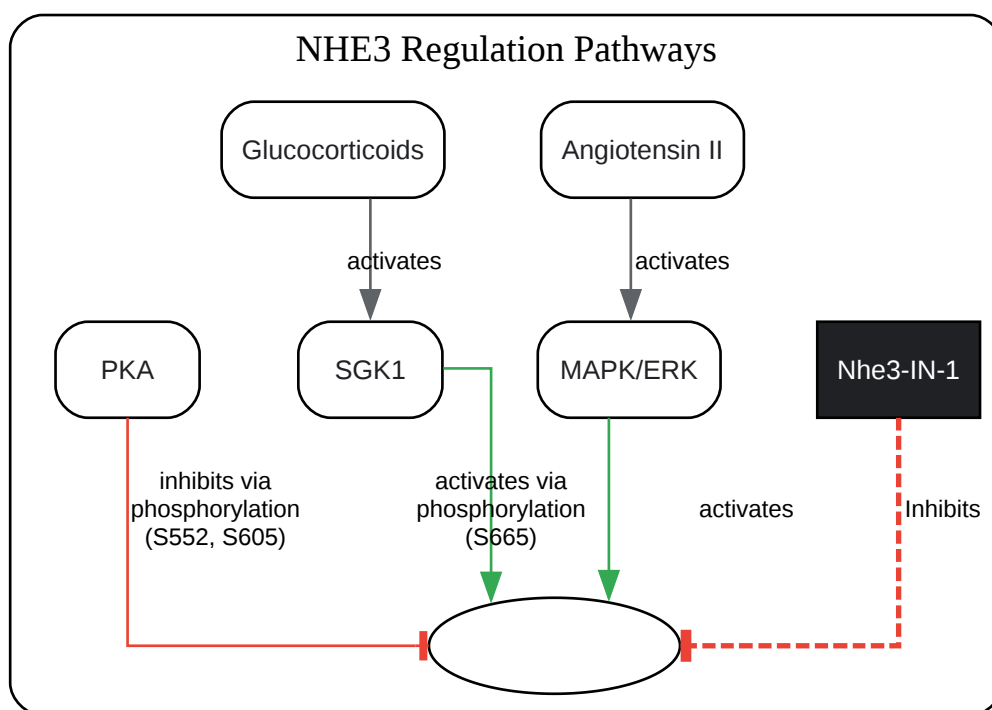 NHE3 Regulation Pathways
Glucocorticoids
Angiotensin II
activates
activates
PKA
SGK1
MAPK/ERK
Nhe3-IN-1
inhibits via
phosphorylation
(S552, S605)
activates via
phosphorylation
(S665)
activates
Inhibits